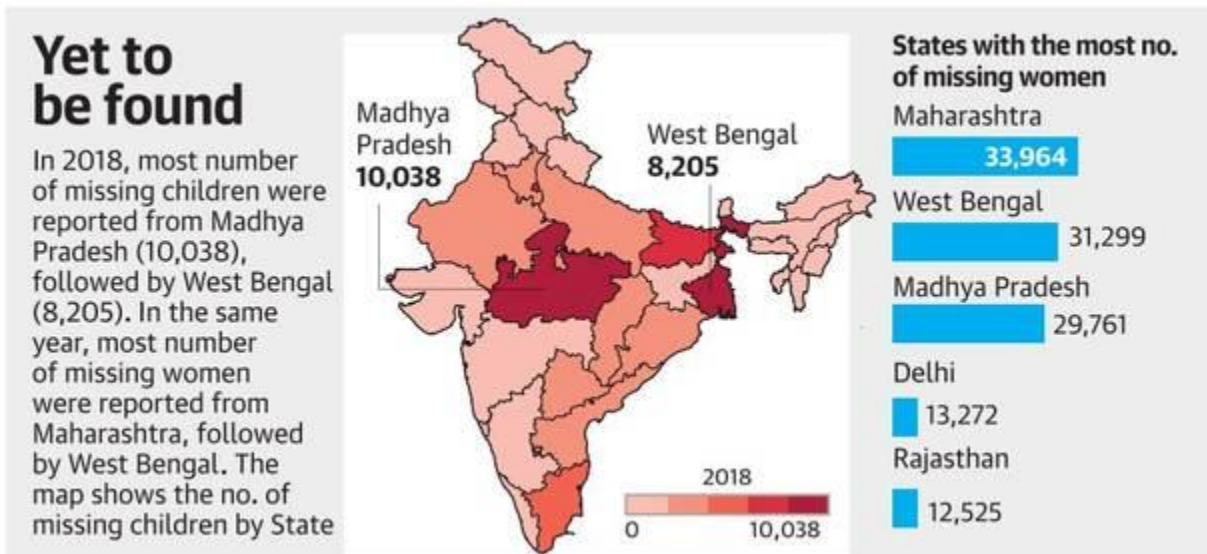 Yet to
be found
In 2018, most number
of missing children were
reported from Madhya
Pradesh (10,038),
followed by West Bengal
(8,205). In the same
year, most number
of missing women
were reported from
Maharashtra, followed
by West Bengal. The
map shows the no. of
missing children by State
Madhya
Pradesh
10,038
West Bengal
8,205
2018
0
10,038
States with the most no.
of missing women
Maharashtra
33,964
West Bengal
31,299
Madhya Pradesh
29,761
Delhi
13,272
Rajasthan
12,525